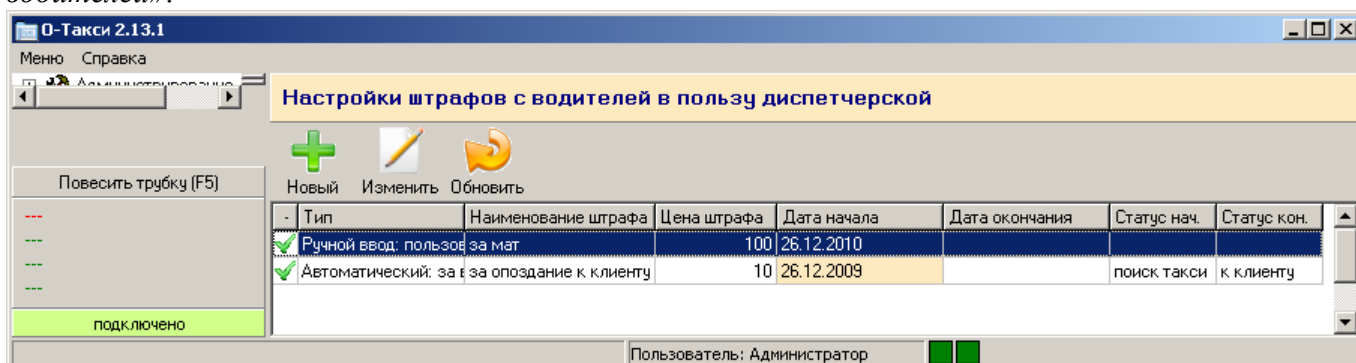 О-Такси 2.13.1
Меню Справка
Администрирование
Настройки штрафов с водителей в пользу диспетчерской
Новый Изменить Обновить
Повесить трубку (F5)
---
---
---
---
подключено
- Тип Наименование штрафа Цена штрафа Дата начала Дата окончания Статус нач. Статус кон.
Ручной ввод: пользов за мат 100 26.12.2010
Автоматический: за в за опоздание к клиенту 10 26.12.2009 поиск такси к клиенту
Пользователь: Администратор